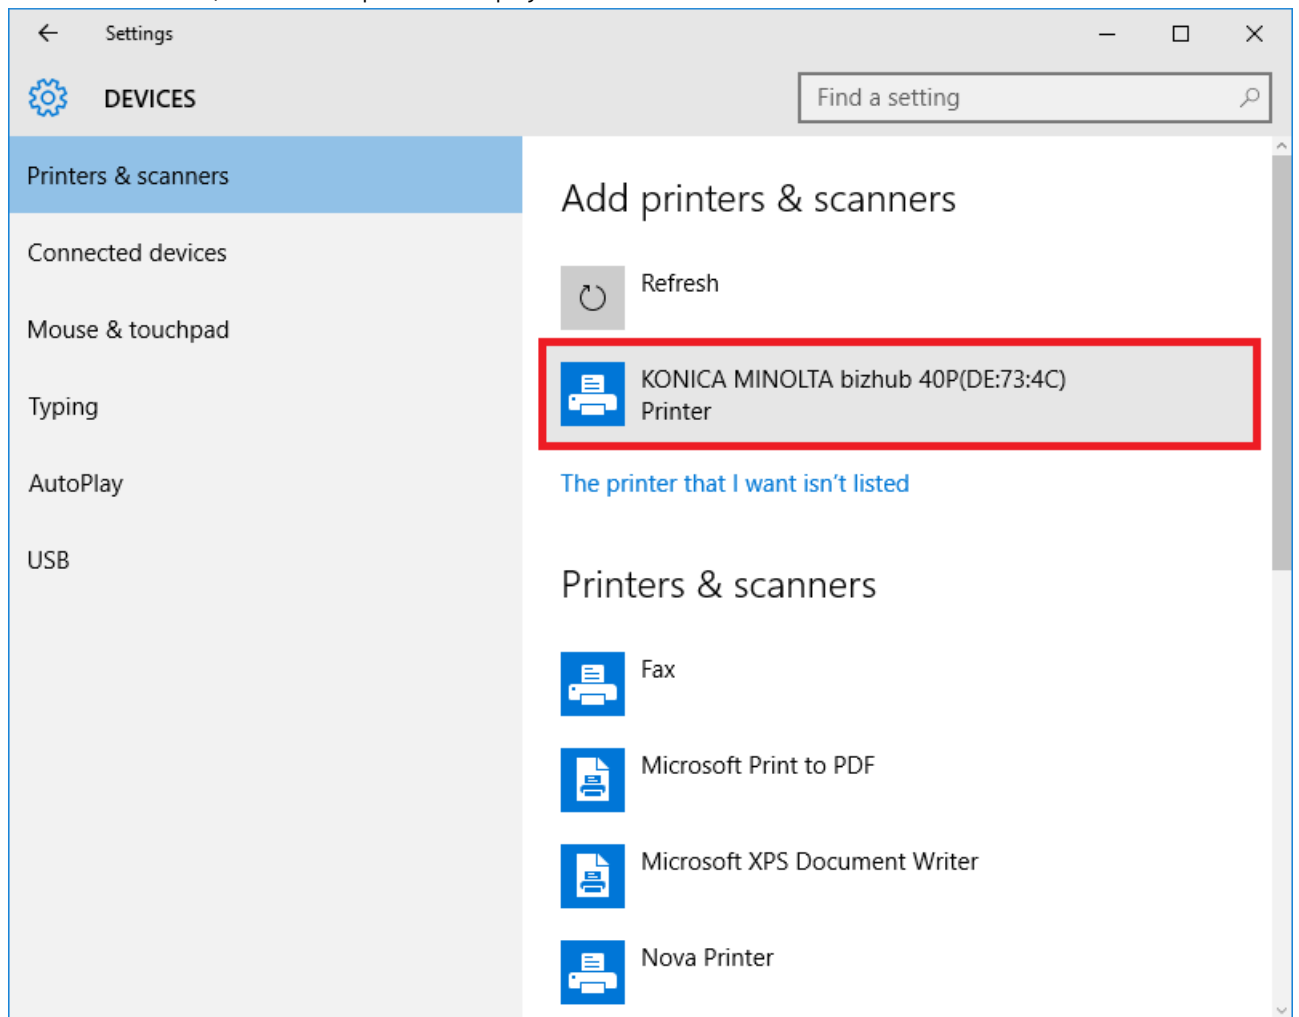 Settings
DEVICES
Find a setting
Printers & scanners
Connected devices
Mouse & touchpad
Typing
AutoPlay
USB
Add printers & scanners
Refresh
KONICA MINOLTA bizhub 40P(DE:73:4C)
Printer
The printer that I want isn't listed
Printers & scanners
Fax
Microsoft Print to PDF
Microsoft XPS Document Writer
Nova Printer